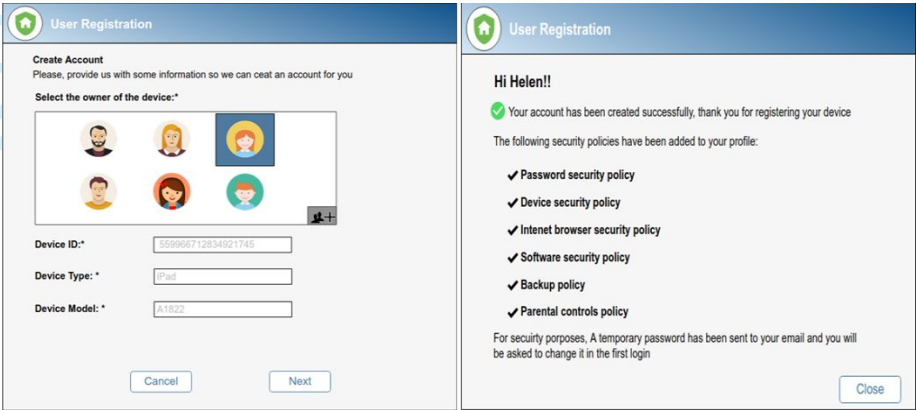 User Registration
Create Account
Please, provide us with some information so we can ceat an account for you
Select the owner of the device:*
Device ID:* 559966712834921745
Device Type: * iPad
Device Model: * A1822
Cancel Next
User Registration
Hi Helen!!
Your account has been created successfully, thank you for registering your device
The following security policies have been added to your profile:
Password security policy
Device security policy
Intenet browser security policy
Software security policy
Backup policy
Parental controls policy
For secuirty porposes, A temporary password has been sent to your email and you will
be asked to change it in the first login
Close